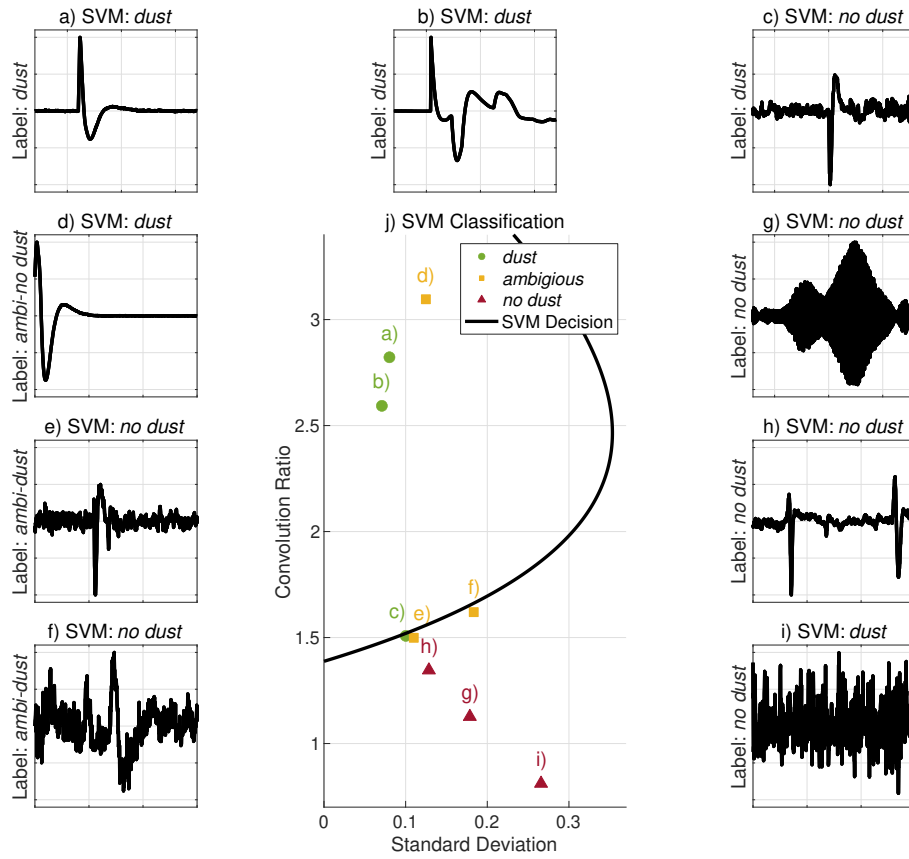 a) SVM: dust
Label: dust
b) SVM: dust
Label: dust
c) SVM: no dust
Label: dust
d) SVM: dust
Label: ambi-no dust
e) SVM: no dust
Label: ambi-dust
f) SVM: no dust
Label: ambi-dust
g) SVM: no dust
Label: no dust
h) SVM: no dust
Label: no dust
i) SVM: dust
Label: no dust
j) SVM Classification
dust
ambigious
no dust
SVM Decision
d)
a)
b)
c)
e)
f)
h)
g)
i)
Convolution Ratio
3
2.5
2
1.5
1
0
0.1
0.2
0.3
Standard Deviation